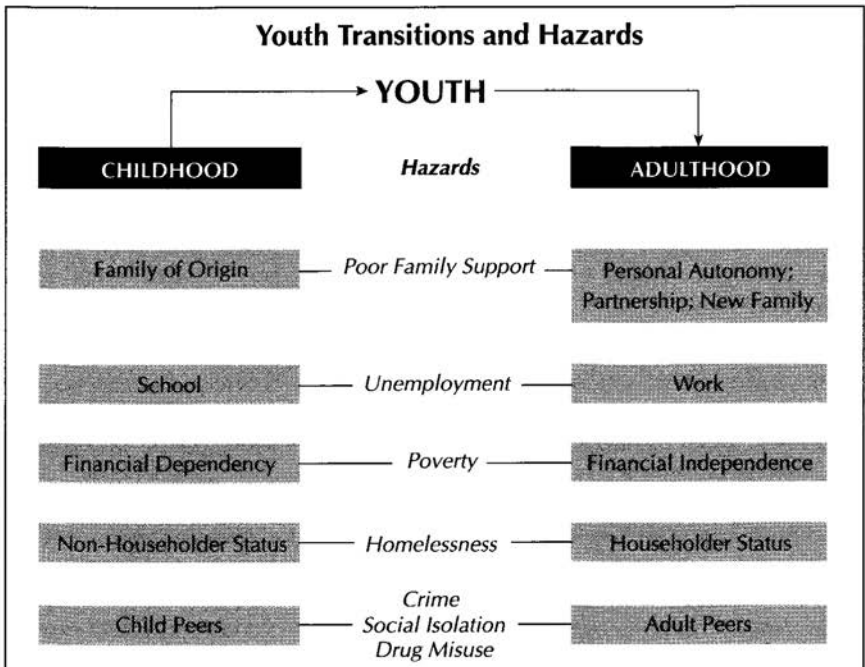 Youth Transitions and Hazards
YOUTH
CHILDHOOD
Hazards
ADULTHOOD
Family of Origin
Poor Family Support
Personal Autonomy;
Partnership; New Family
School
Unemployment
Work
Financial Dependency
Poverty
Financial Independence
Non-Householder Status
Homelessness
Householder Status
Child Peers
Crime
Social Isolation
Drug Misuse
Adult Peers